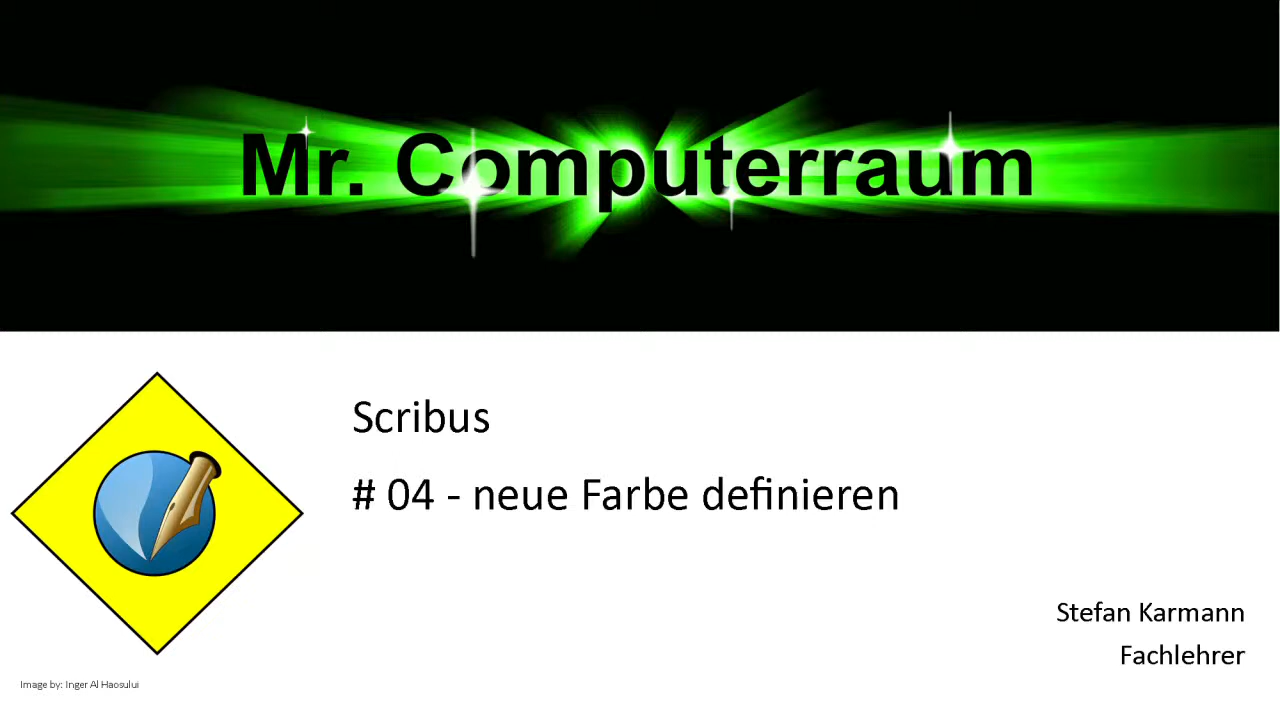 Mr. Computerraum
Scribus
# 04 - neue Farbe definieren
Stefan Karmann
Fachlehrer
Image by: Inger Al Haosului